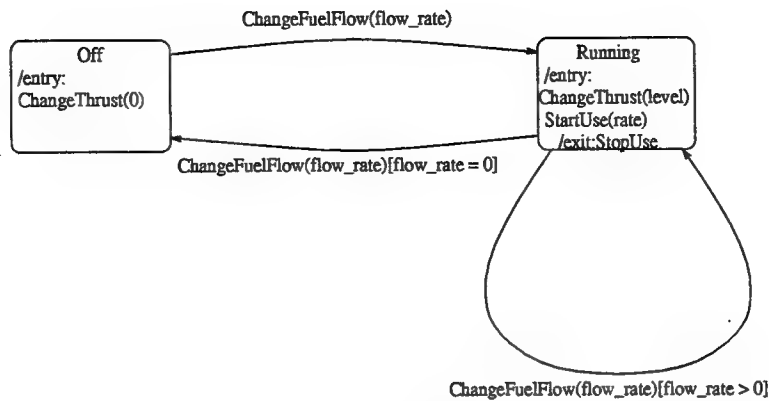 ChangeFuelFlow(flow_rate)
Off
/entry:
ChangeThrust(0)
Running
/entry:
ChangeThrust(level)
StartUse(rate)
/exit:StopUse
ChangeFuelFlow(flow_rate)[flow_rate = 0]
ChangeFuelFlow(flow_rate)[flow_rate > 0]